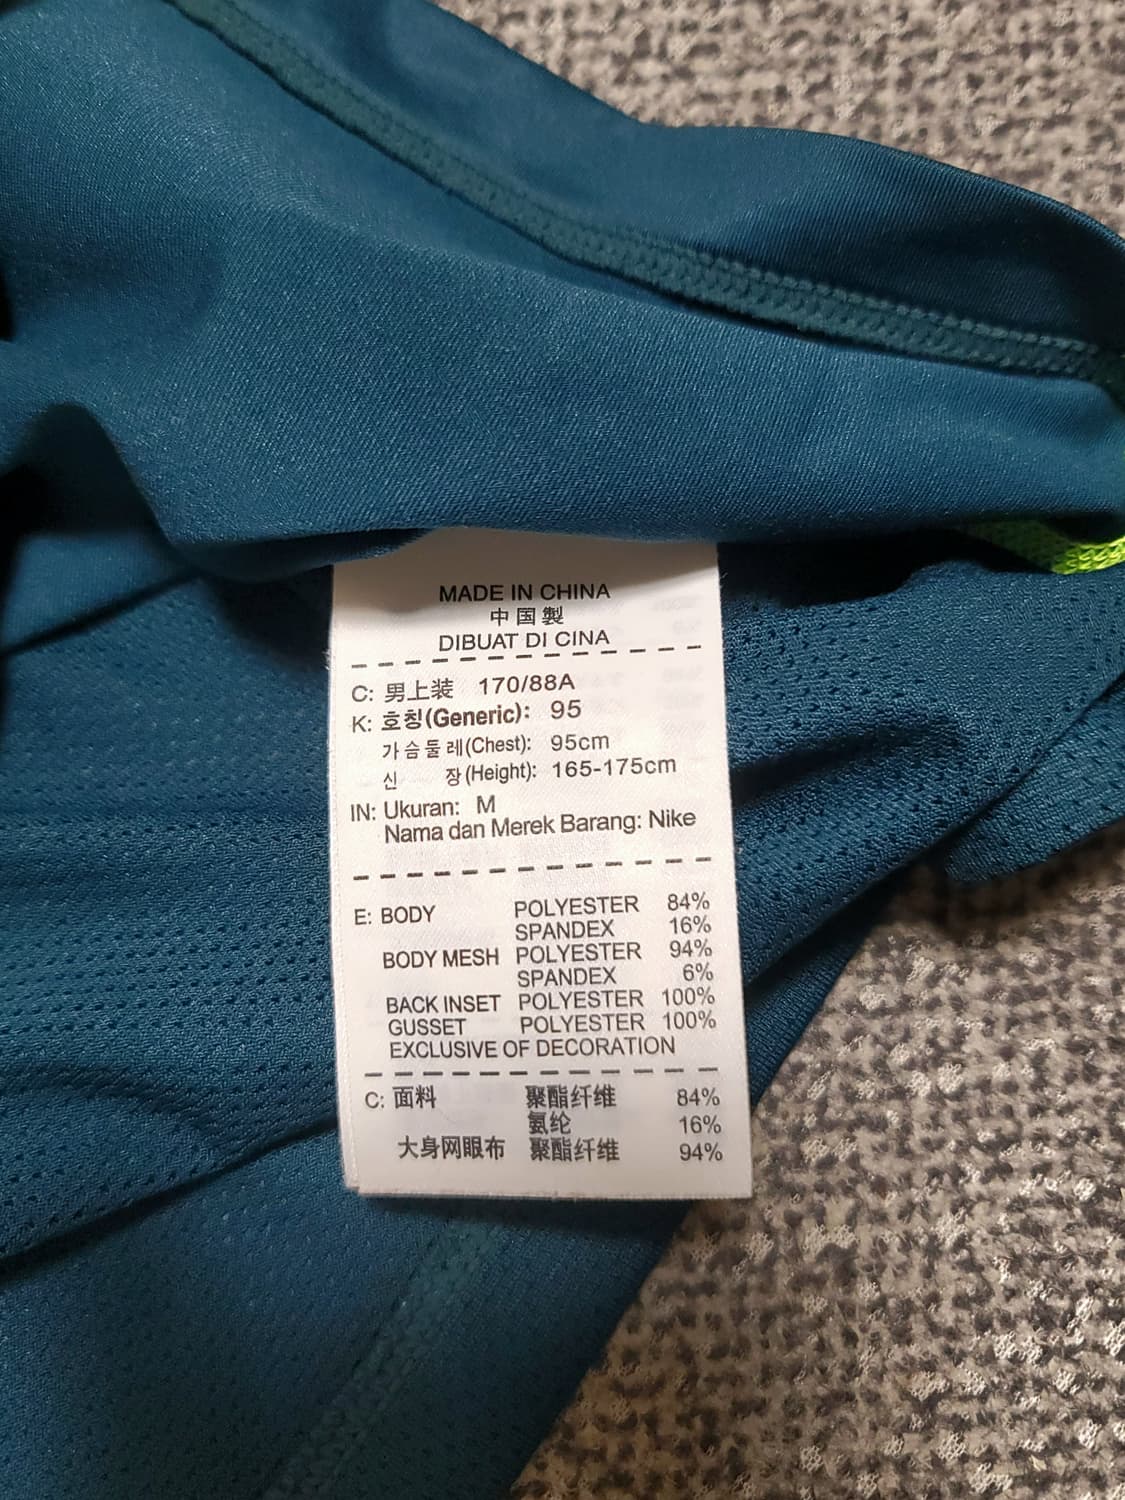 MADE IN CHINA
中国製
DIBUAT DI CINA
C: 男上装 170/88A
K: 호칭(Generic): 95
가슴둘레(Chest): 95cm
신 장(Height): 165-175cm
IN: Ukuran: M
Nama dan Merek Barang: Nike
E: BODY POLYESTER 84%
SPANDEX 16%
BODY MESH POLYESTER 94%
SPANDEX 6%
BACK INSET POLYESTER 100%
GUSSET POLYESTER 100%
EXCLUSIVE OF DECORATION
C: 面料 聚酯纤维 84%
氨纶 16%
大身网眼布 聚酯纤维 94%